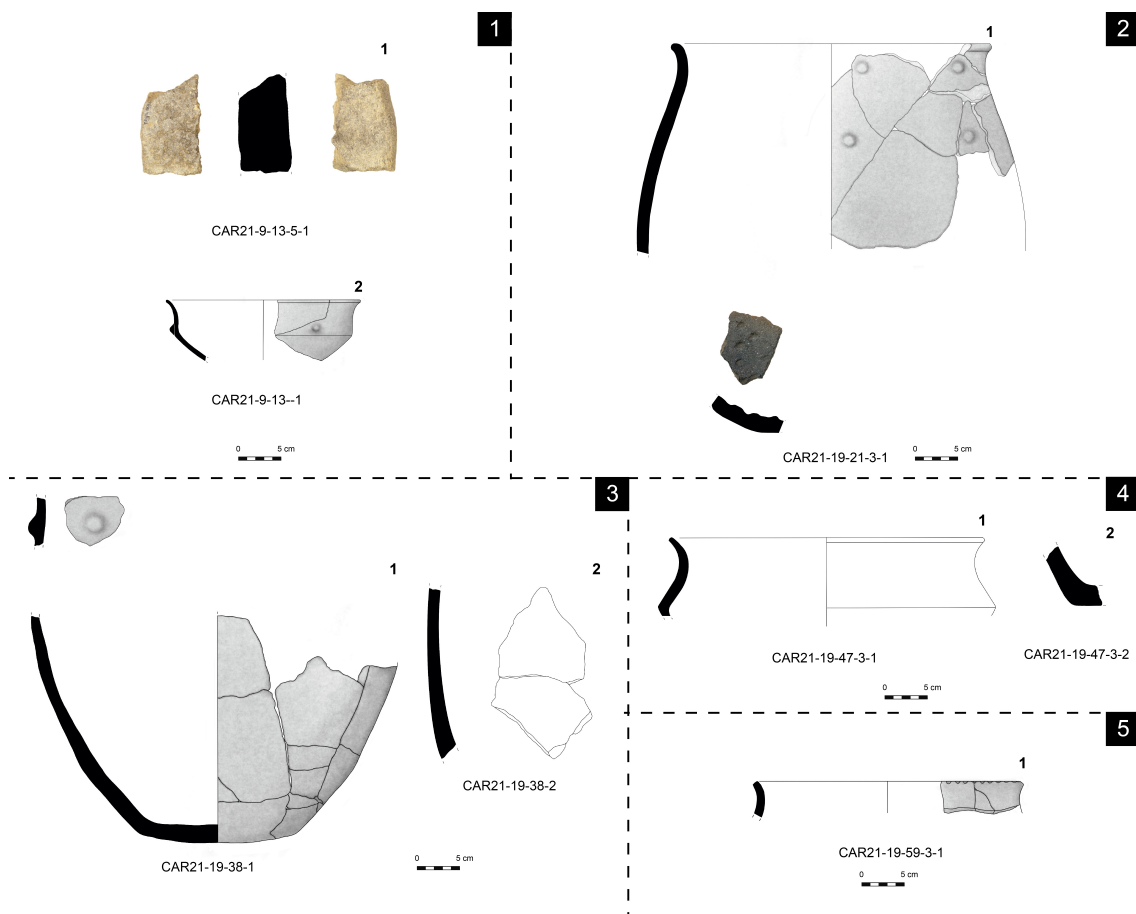 1
1
CAR21-9-13-5-1
2
CAR21-9-13--1
0 5 cm
2
1
CAR21-19-21-3-1
0 5 cm
3
1
2
CAR21-19-38-2
CAR21-19-38-1
0 5 cm
4
1
2
CAR21-19-47-3-1
CAR21-19-47-3-2
0 5 cm
5
1
CAR21-19-59-3-1
0 5 cm